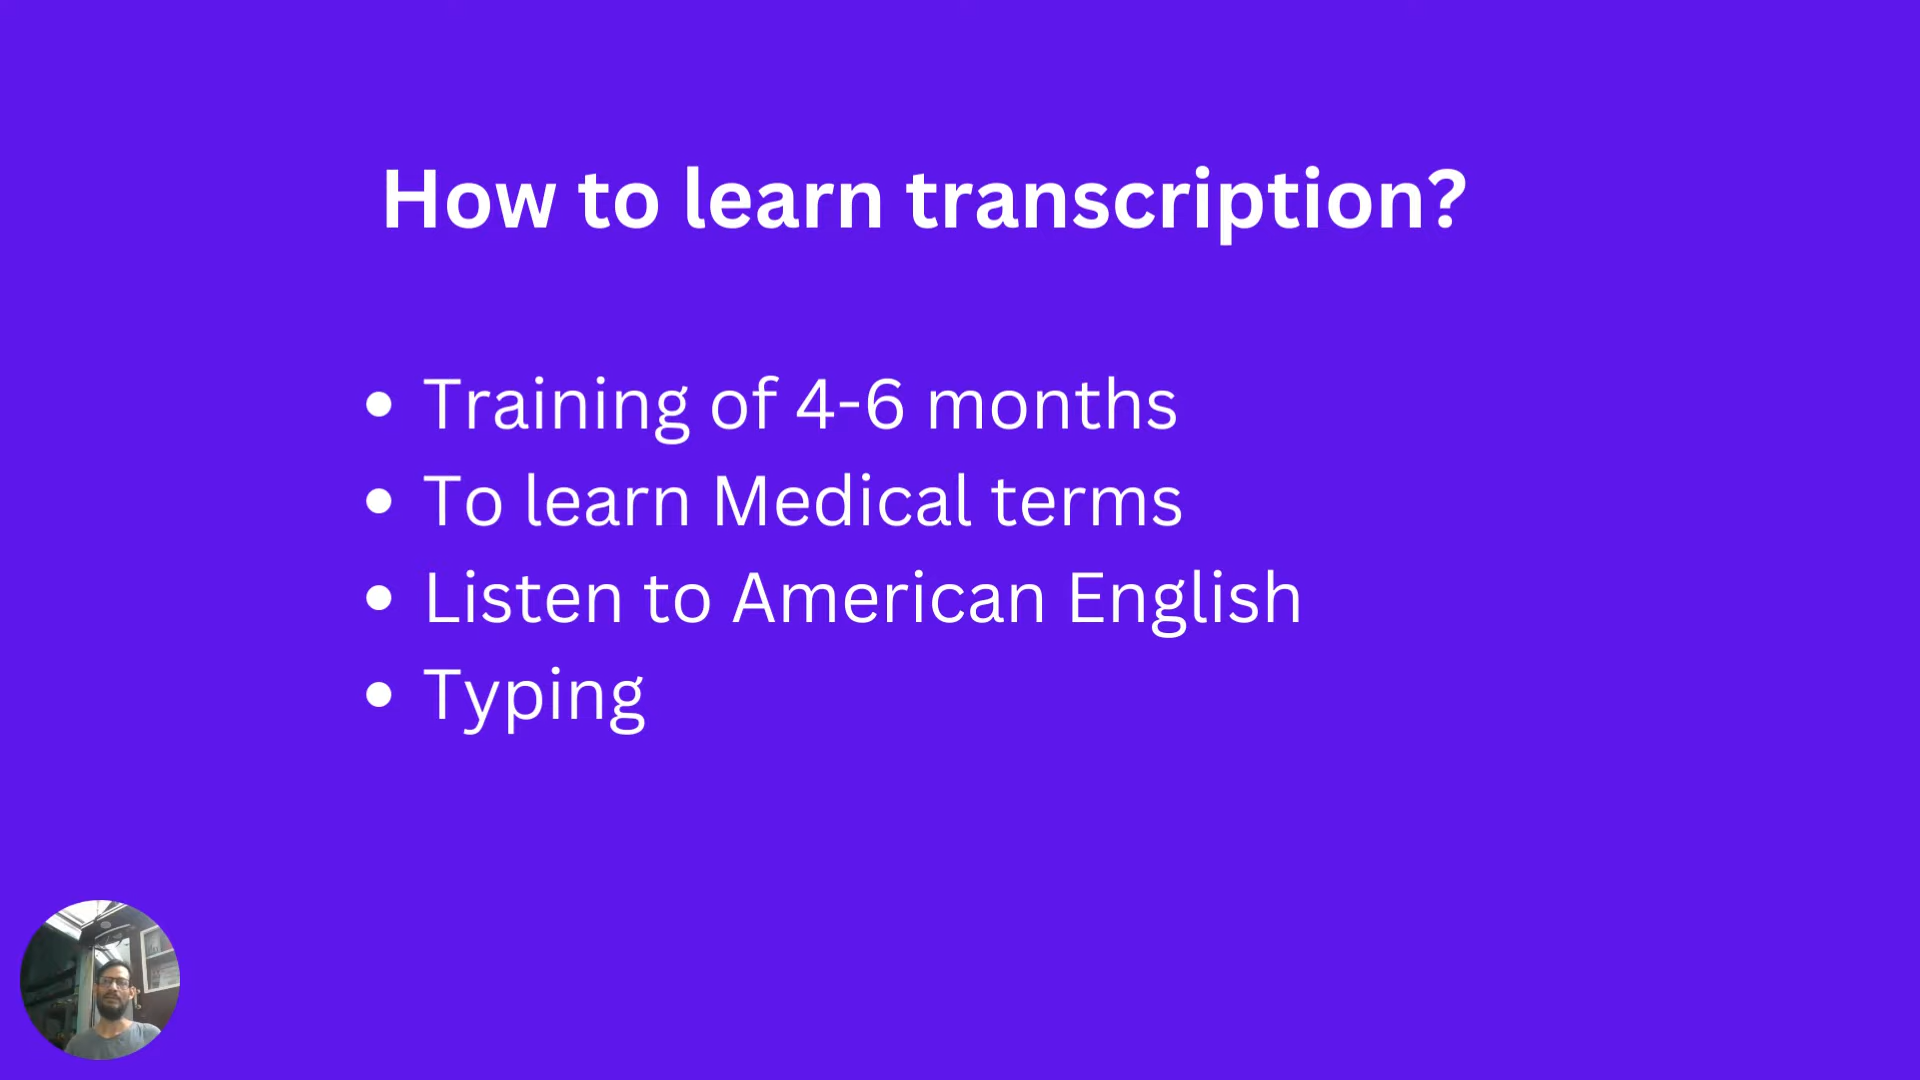 How to learn transcription?
• Training of 4-6 months
• To learn Medical terms
• Listen to American English
• Typing